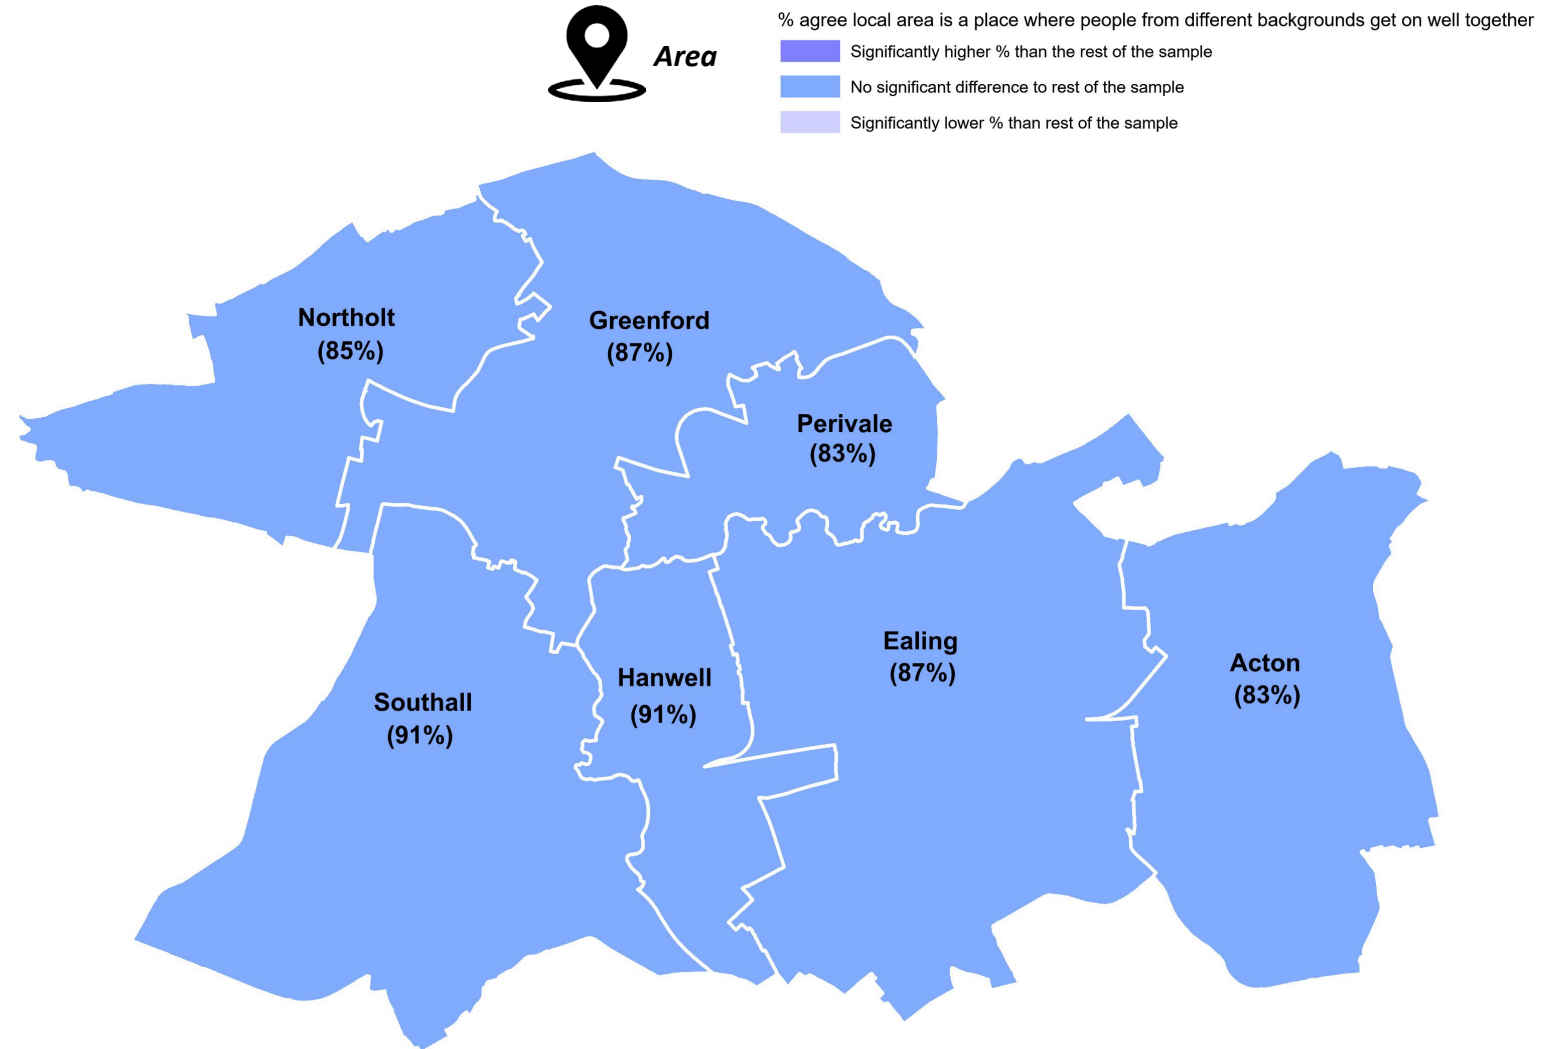 Area
% agree local area is a place where people from different backgrounds get on well together
Significantly higher % than the rest of the sample
No significant difference to rest of the sample
Significantly lower % than rest of the sample
Northolt
(85%)
Greenford
(87%)
Perivale
(83%)
Ealing
(87%)
Acton
(83%)
Hanwell
(91%)
Southall
(91%)